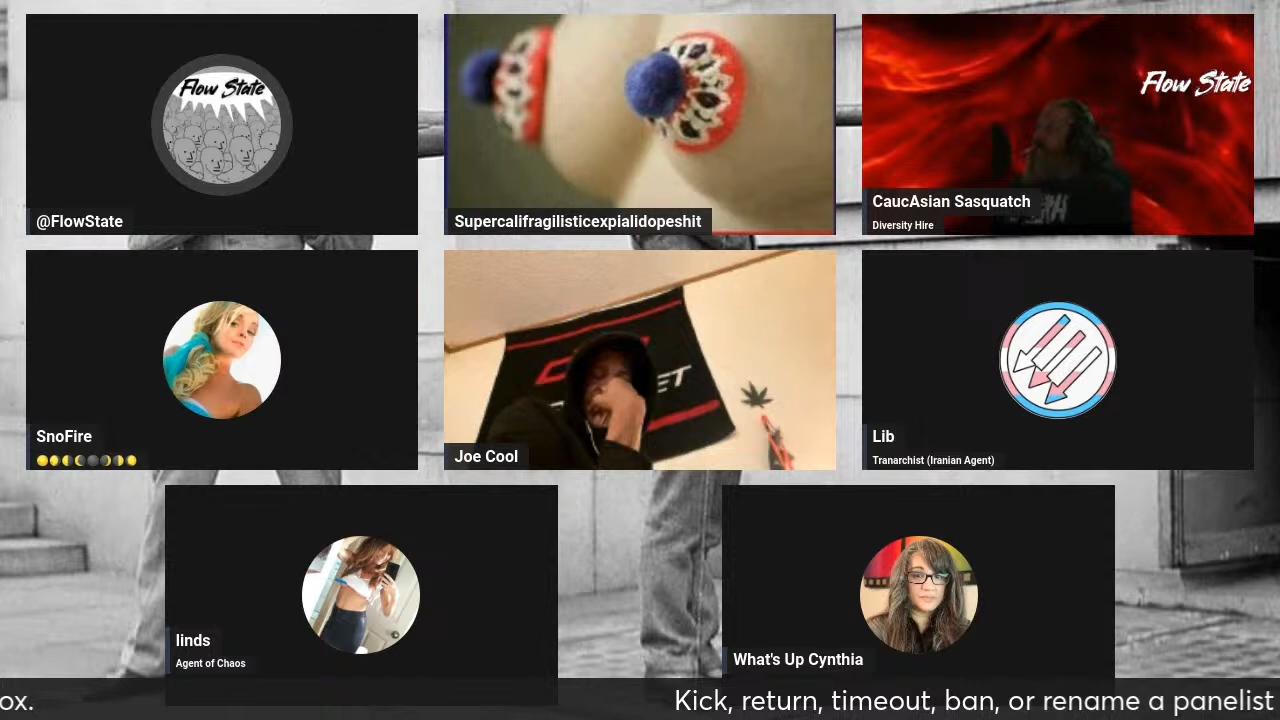 Flow State
@FlowState
Supercalifragilisticexpialidopeshit
Flow State
CaucAsian Sasquatch
Diversity Hire
SnoFire
ET
Joe Cool
Lib
Tranarchist (Iranian Agent)
linds
Agent of Chaos
What's Up Cynthia
ox.
Kick, return, timeout, ban, or rename a panelist